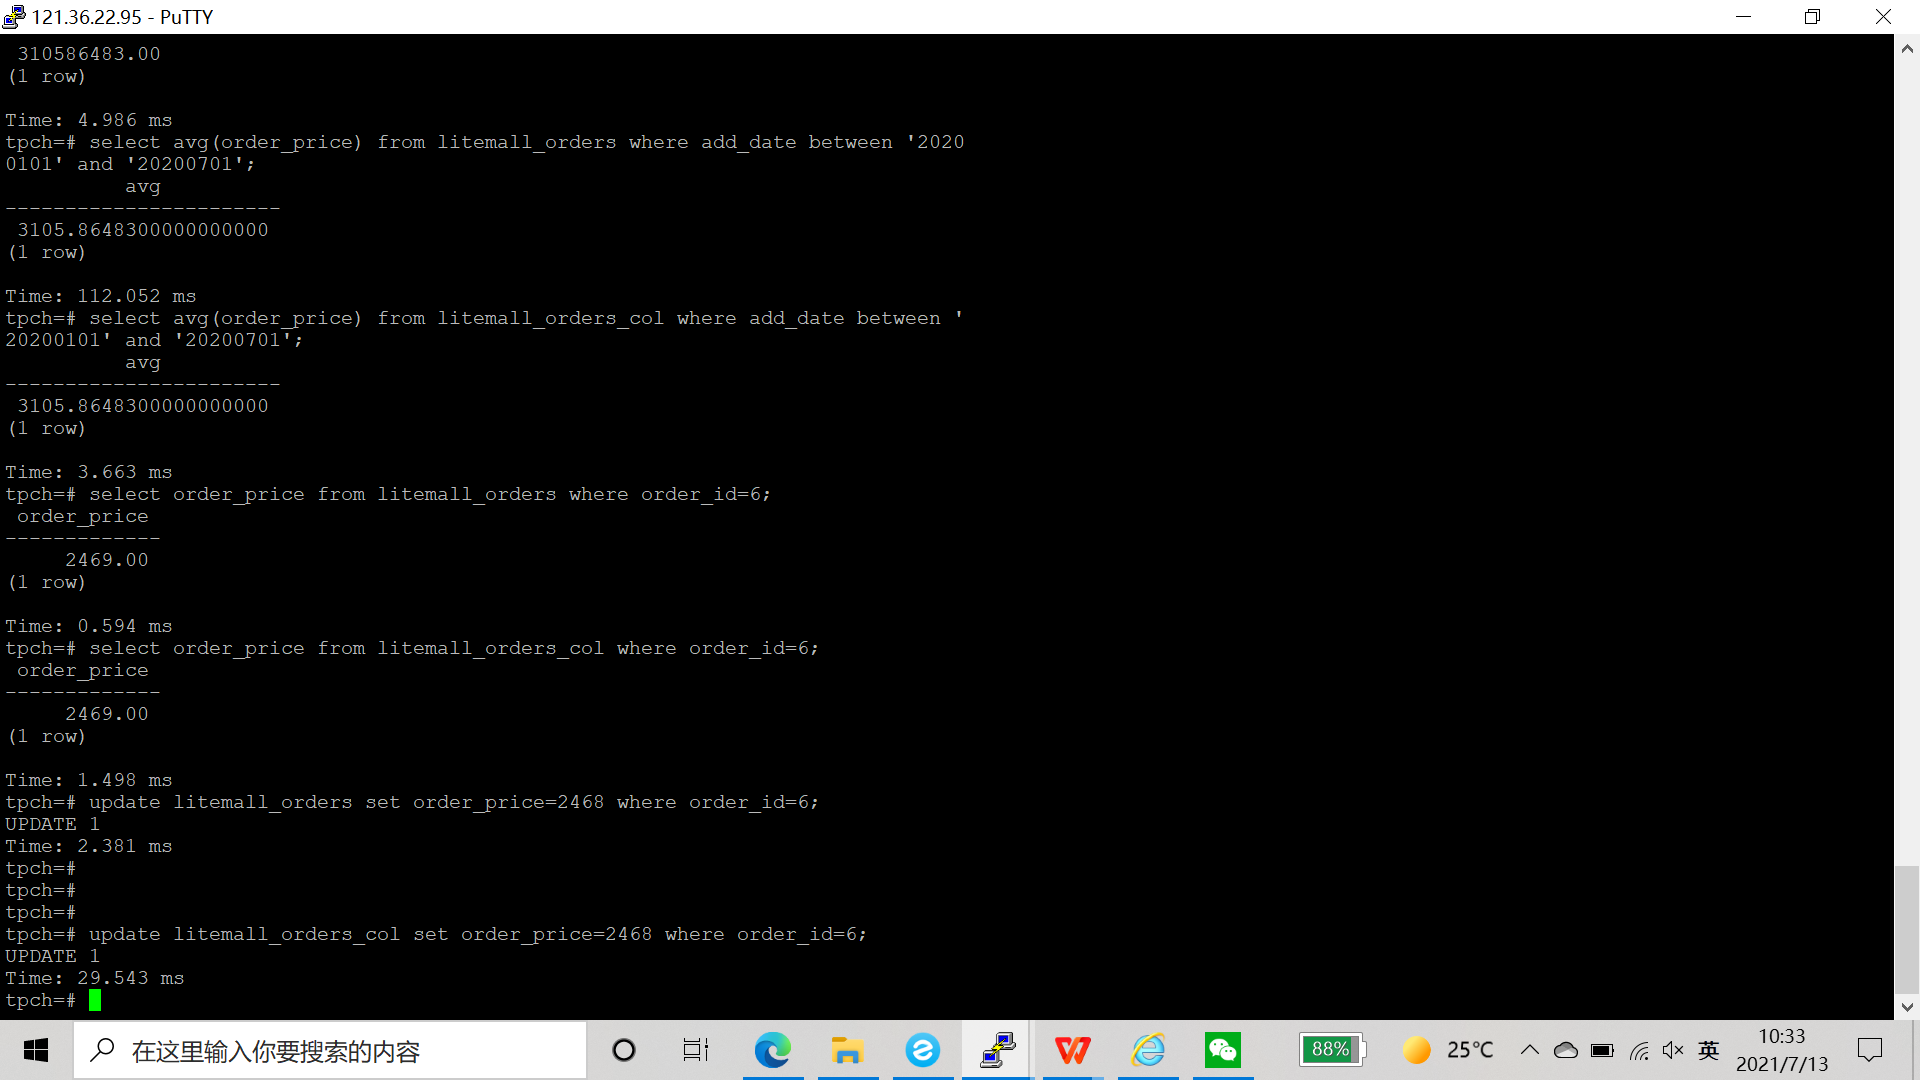 121.36.22.95 - PuTTY
310586483.00
(1 row)
Time: 4.986 ms
tpch=# select avg(order_price) from litemall_orders where add_date between '2020
0101' and '20200701';
avg
------------------------
3105.8648300000000000
(1 row)
Time: 112.052 ms
tpch=# select avg(order_price) from litemall_orders_col where add_date between '
20200101' and '20200701';
avg
------------------------
3105.8648300000000000
(1 row)
Time: 3.663 ms
tpch=# select order_price from litemall_orders where order_id=6;
order_price
-------------
2469.00
(1 row)
Time: 0.594 ms
tpch=# select order_price from litemall_orders_col where order_id=6;
order_price
-------------
2469.00
(1 row)
Time: 1.498 ms
tpch=# update litemall_orders set order_price=2468 where order_id=6;
UPDATE 1
Time: 2.381 ms
tpch=#
tpch=#
tpch=#
tpch=# update litemall_orders_col set order_price=2468 where order_id=6;
UPDATE 1
Time: 29.543 ms
tpch=#
在这里输入你要搜索的内容
88%
25℃
英
10:33
2021/7/13